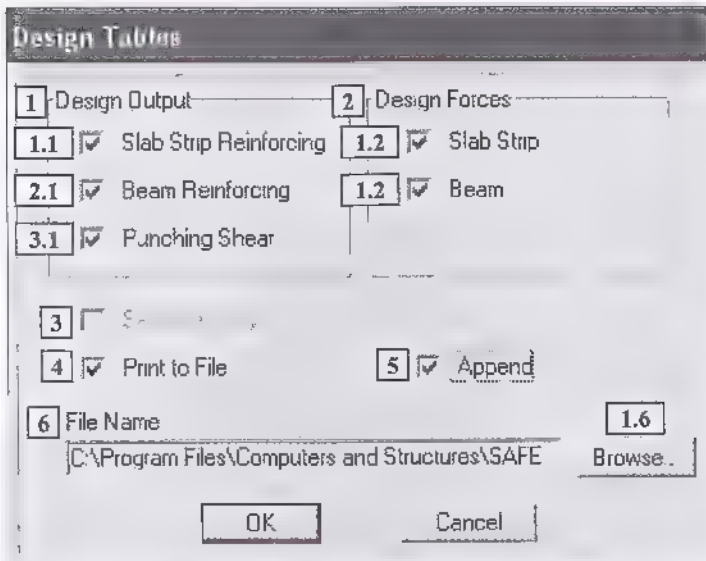 Design Tables
1 Design Output 2 Design Forces
1.1 Slab Strip Reinforcing 1.2 Slab Strip
2.1 Beam Reinforcing 1.2 Beam
3.1 Punching Shear
3
4 Print to File 5 Append
6 File Name 1.6
C:\Program Files\Computers and Structures\SAFE Browse..
OK Cancel